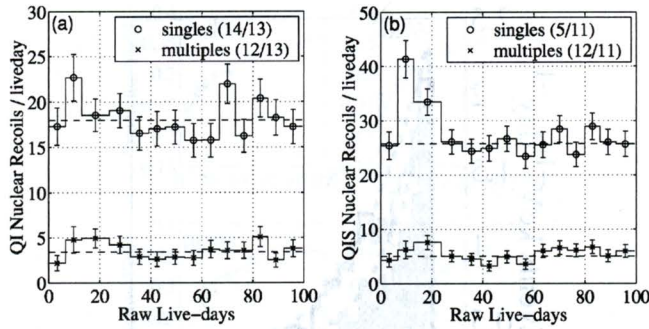 (a)
singles (14/13)
multiples (12/13)
QI Nuclear Recoils / liveday
30
25
20
15
10
5
0
0 20 40 60 80 100
Raw Live-days
(b)
singles (5/11)
multiples (12/11)
QIS Nuclear Recoils / liveday
50
40
30
20
10
0
0 20 40 60 80 100
Raw Live-days